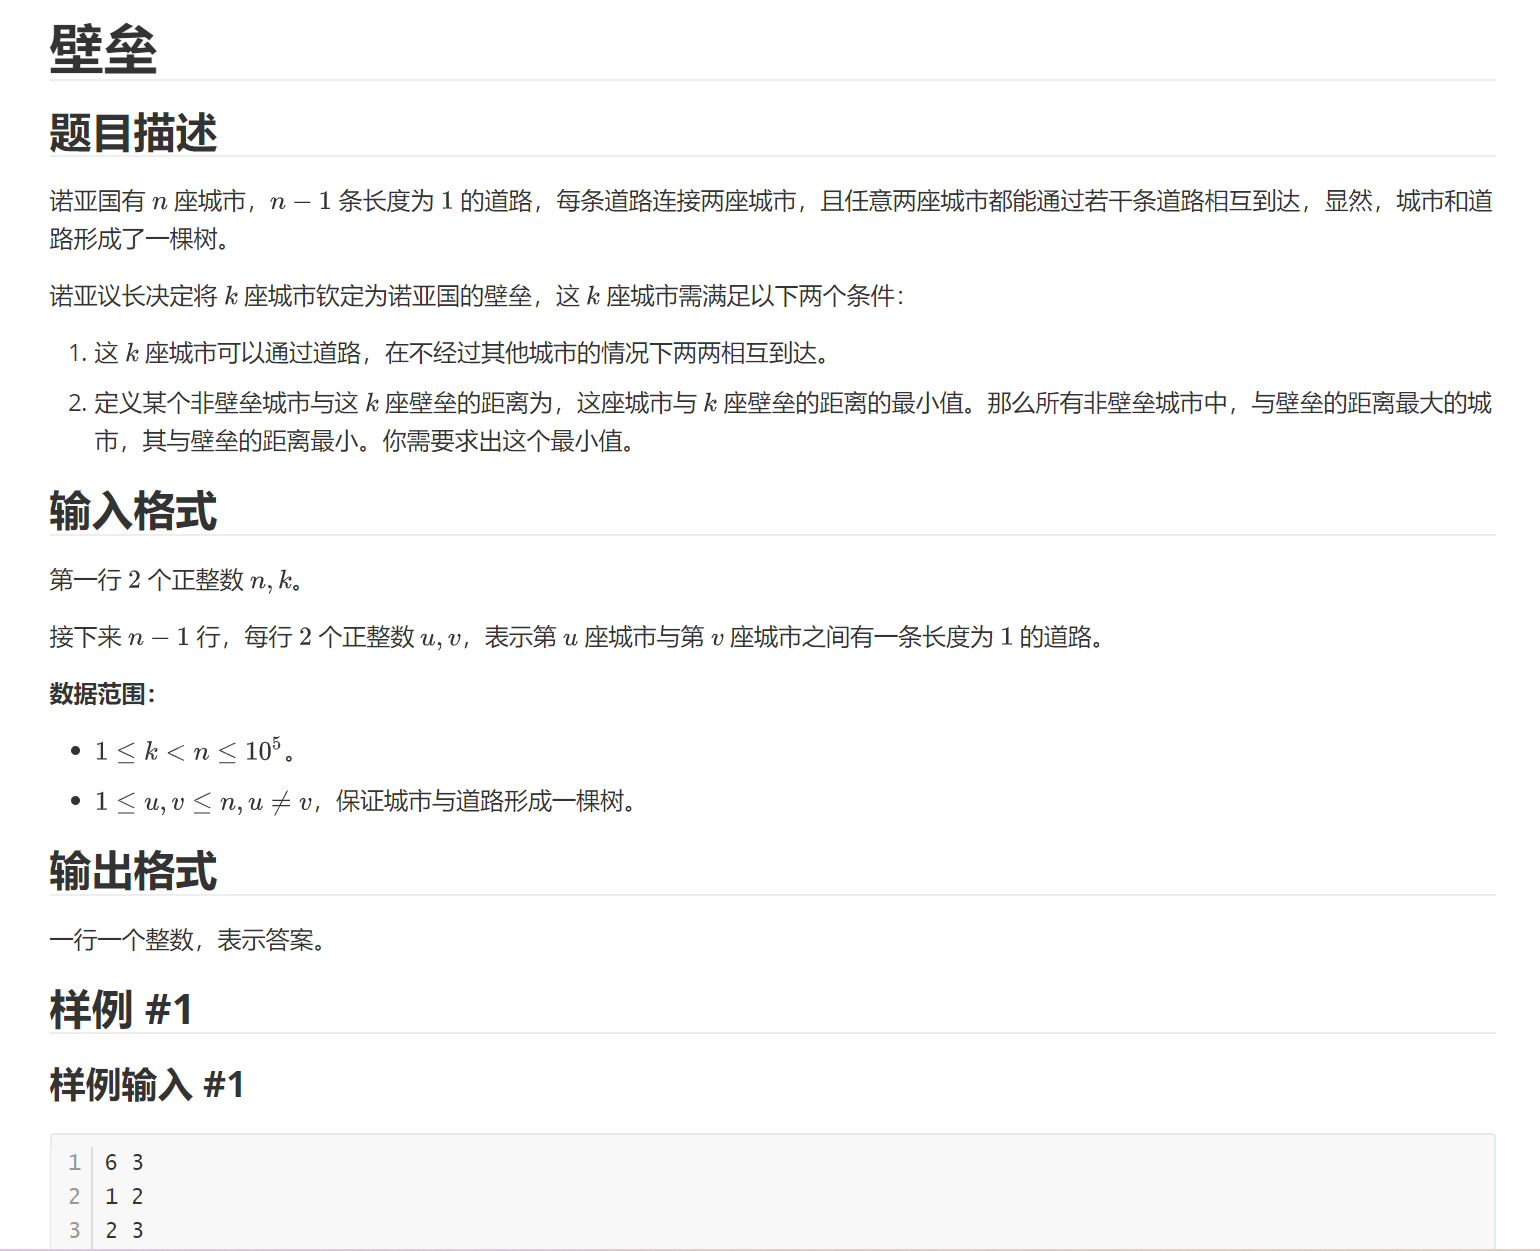 壁垒
题目描述
诺亚国有 n 座城市，n − 1 条长度为 1 的道路，每条道路连接两座城市，且任意两座城市都能通过若干条道路相互到达，显然，城市和道
路形成了一棵树。
诺亚议长决定将 k 座城市钦定为诺亚国的壁垒，这 k 座城市需满足以下两个条件：
1. 这 k 座城市可以通过道路，在不经过其他城市的情况下两两相互到达。
2. 定义某个非壁垒城市与这 k 座壁垒的距离为，这座城市与 k 座壁垒的距离的最小值。那么所有非壁垒城市中，与壁垒的距离最大的城
市，其与壁垒的距离最小。你需要求出这个最小值。
输入格式
第一行 2 个正整数 n, k。
接下来 n − 1 行，每行 2 个正整数 u, v，表示第 u 座城市与第 v 座城市之间有一条长度为 1 的道路。
数据范围：
• 1 ≤ k < n ≤ 10⁵。
• 1 ≤ u, v ≤ n, u ≠ v，保证城市与道路形成一棵树。
输出格式
一行一个整数，表示答案。
样例 #1
样例输入 #1
1 6 3
2 1 2
3 2 3